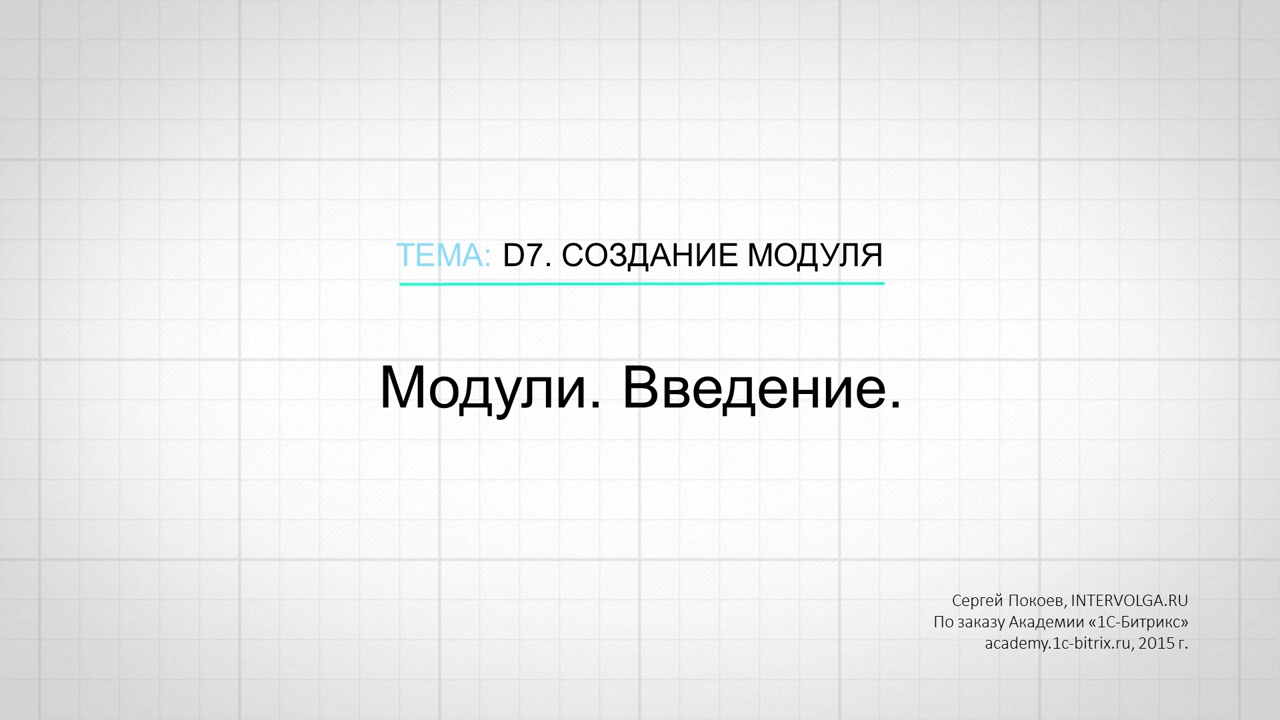 ТЕМА: D7. СОЗДАНИЕ МОДУЛЯ
Модули. Введение.
Сергей Покоев, INTERVOLGA.RU
По заказу Академии «1С-Битрикс»
academy.1c-bitrix.ru, 2015 г.